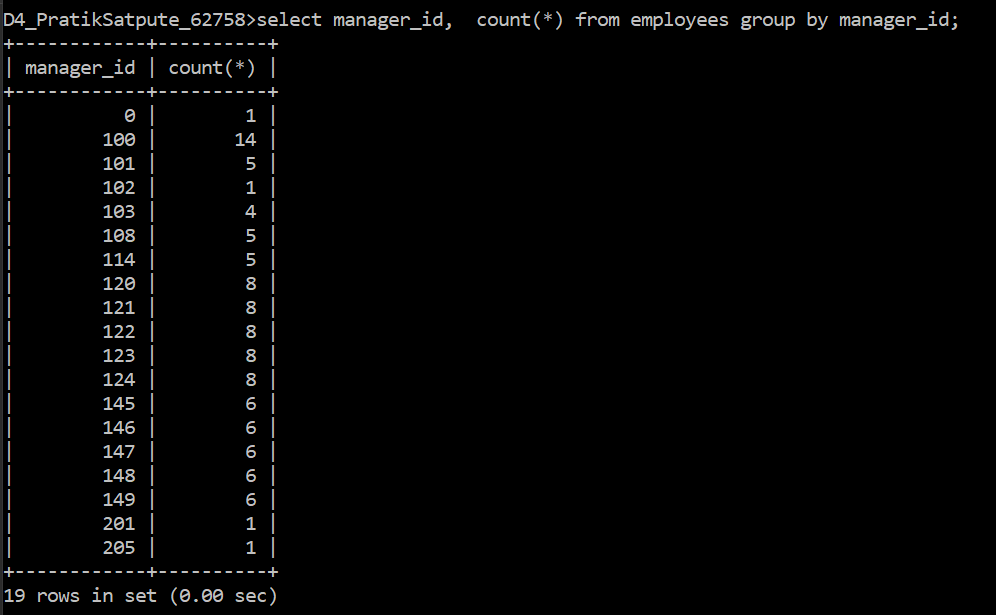 D4_PratikSatpute_62758>select manager_id,  count(*) from employees group by manager_id;
+------------+----------+
| manager_id | count(*) |
+------------+----------+
|          0 |        1 |
|        100 |       14 |
|        101 |        5 |
|        102 |        1 |
|        103 |        4 |
|        108 |        5 |
|        114 |        5 |
|        120 |        8 |
|        121 |        8 |
|        122 |        8 |
|        123 |        8 |
|        124 |        8 |
|        145 |        6 |
|        146 |        6 |
|        147 |        6 |
|        148 |        6 |
|        149 |        6 |
|        201 |        1 |
|        205 |        1 |
+------------+----------+
19 rows in set (0.00 sec)